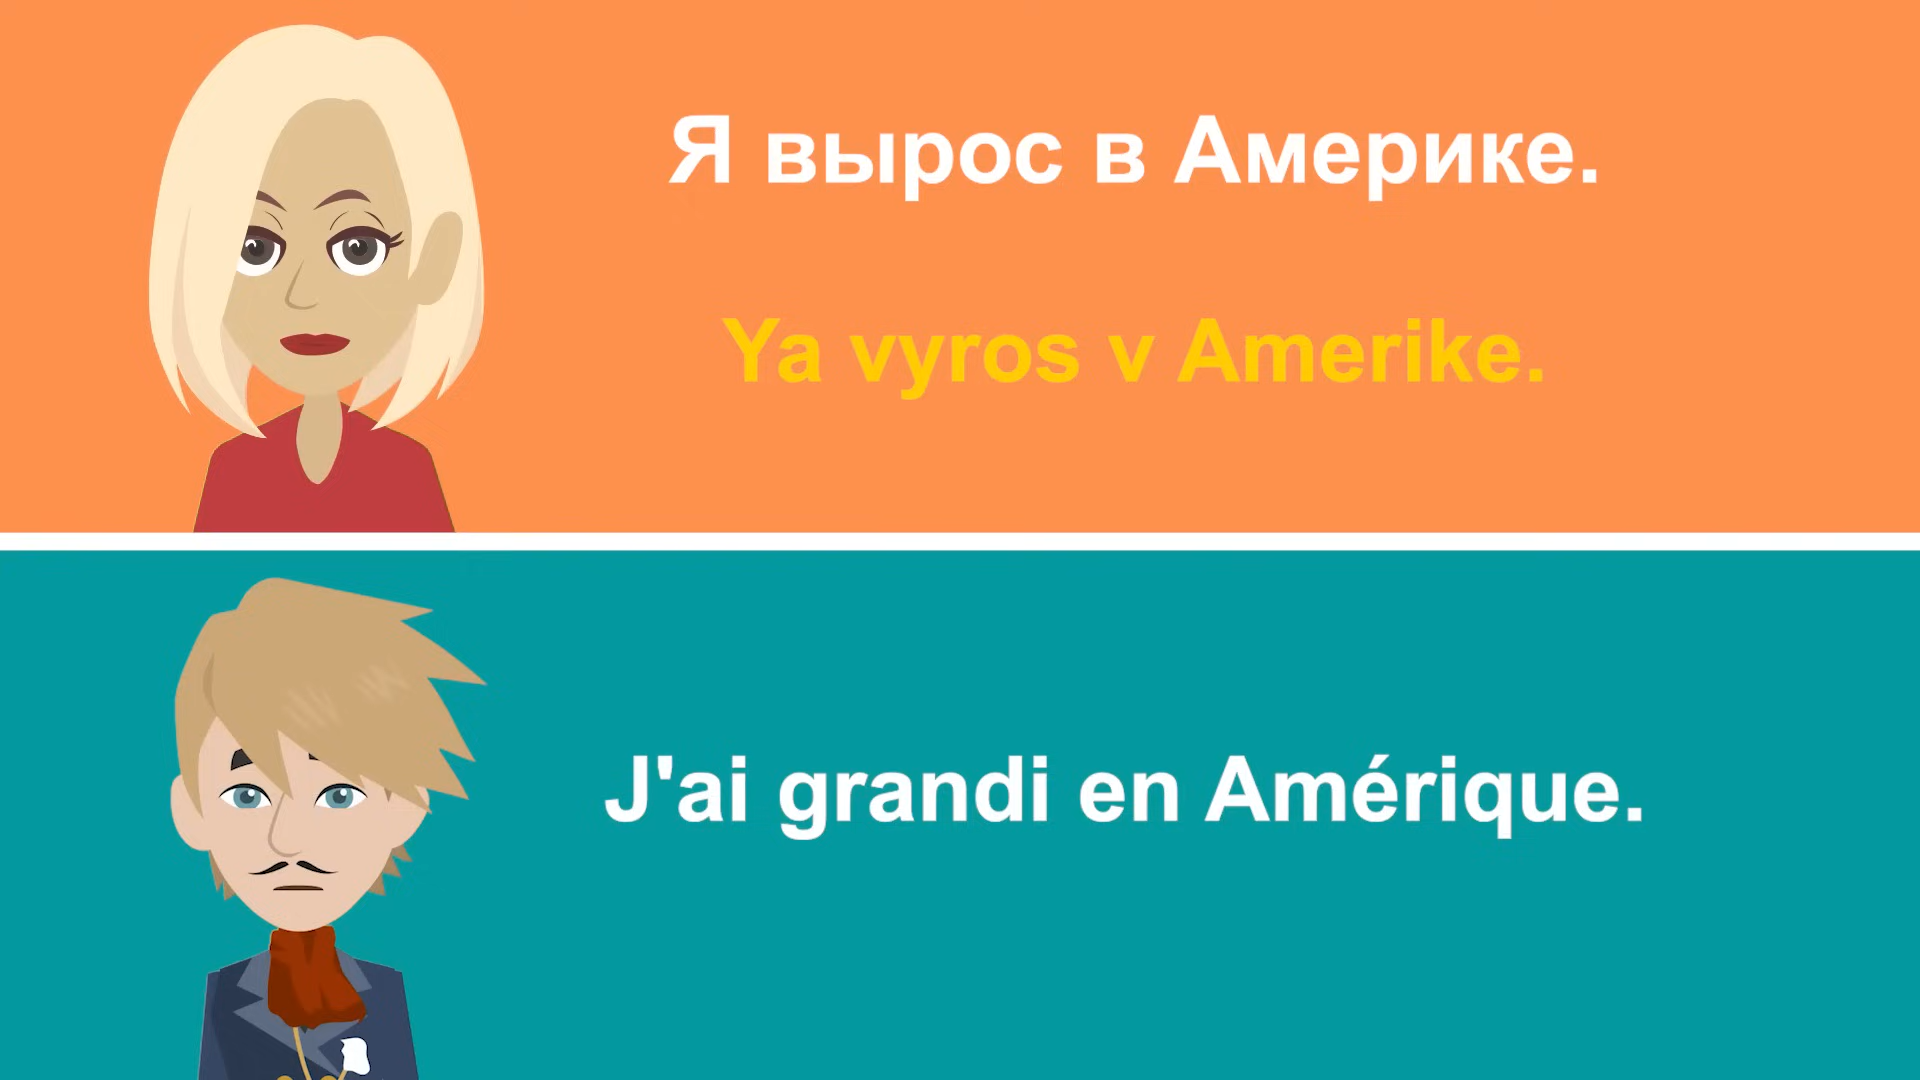 Я вырос в Америке.
Ya vyros v Amerike.
J'ai grandi en Amérique.